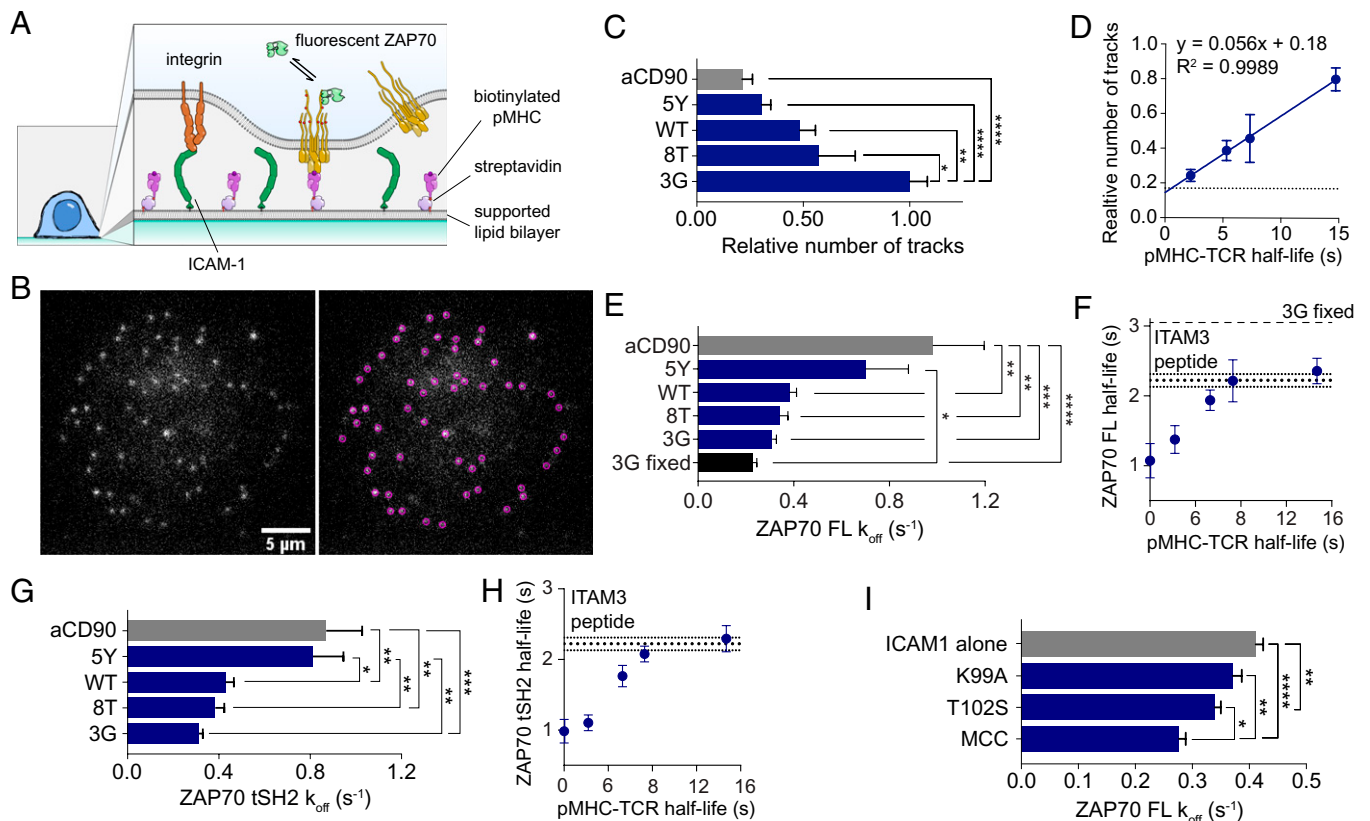 A
integrin
fluorescent ZAP70
biotinylated
pMHC
streptavidin
supported
lipid bilayer
ICAM-1
B
5 µm
C
aCD90
5Y
WT
8T
3G
0.00
0.50
1.00
Relative number of tracks
*
**
****
****
D
y = 0.056x + 0.18
R² = 0.9989
1.0
0.8
0.6
0.4
0.2
0.0
0
5
10
15
Realtive number of tracks
pMHC-TCR half-life (s)
E
aCD90
5Y
WT
8T
3G
3G fixed
0.0
0.4
0.8
1.2
ZAP70 FL k_off (s⁻¹)
*
**
**
***
****
F
3G fixed
ITAM3
peptide
3
2
1
0
4
8
12
16
ZAP70 FL half-life (s)
pMHC-TCR half-life (s)
G
aCD90
5Y
WT
8T
3G
0.0
0.4
0.8
1.2
ZAP70 tSH2 k_off (s⁻¹)
*
**
**
**
**
***
H
ITAM3
peptide
3
2
1
0
4
8
12
16
ZAP70 tSH2 half-life (s)
pMHC-TCR half-life (s)
I
ICAM1 alone
K99A
T102S
MCC
0.0
0.1
0.2
0.3
0.4
0.5
ZAP70 FL k_off (s⁻¹)
*
**
****
**